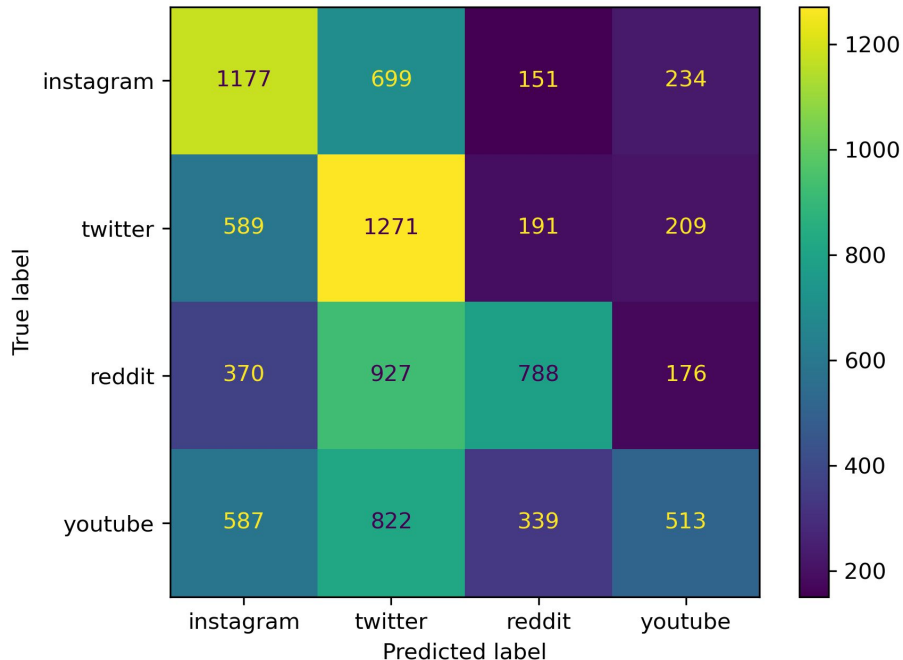 True label
instagram 1177 699 151 234
twitter 589 1271 191 209
reddit 370 927 788 176
youtube 587 822 339 513
instagram twitter reddit youtube
Predicted label
1200
1000
800
600
400
200